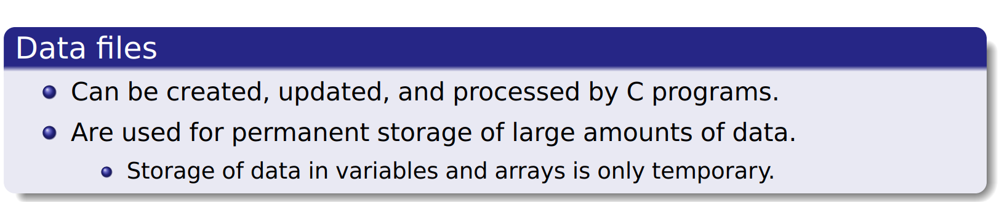 Data files
Can be created, updated, and processed by C programs.
Are used for permanent storage of large amounts of data.
Storage of data in variables and arrays is only temporary.